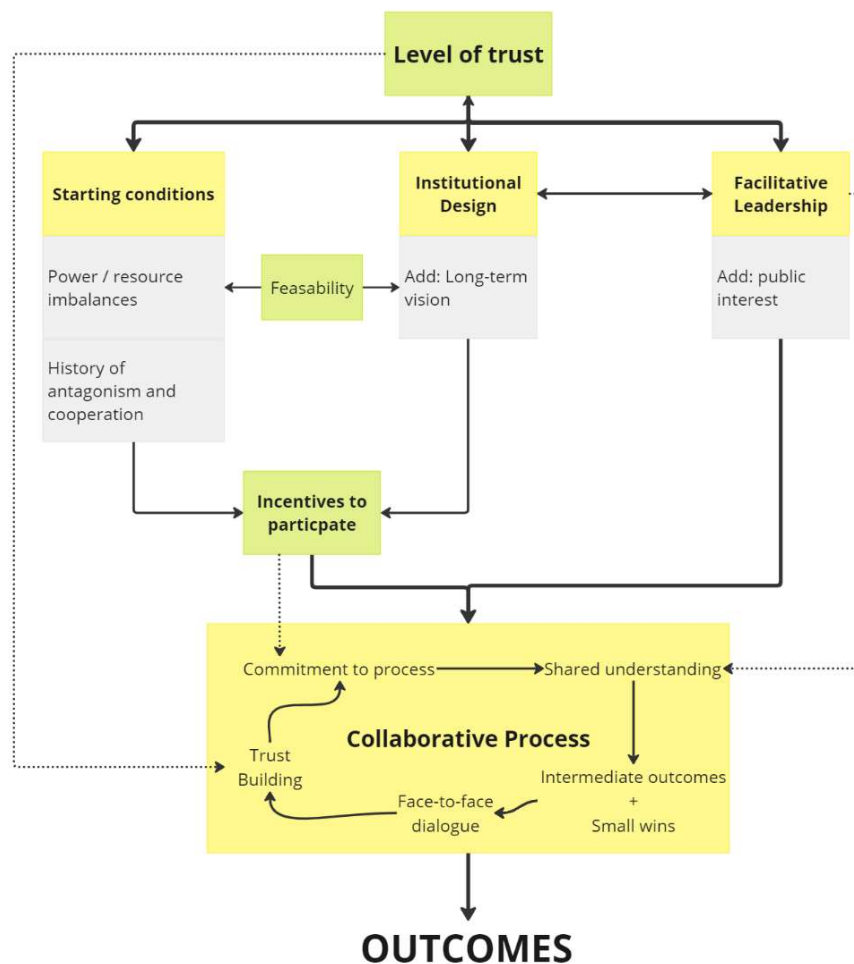 Level of trust
Starting conditions
Institutional
Design
Facilitative
Leadership
Power / resource
imbalances
Feasability
Add: Long-term
vision
Add: public
interest
History of
antagonism and
cooperation
Incentives to
particpate
Commitment to process
Shared understanding
Collaborative Process
Trust
Building
Intermediate outcomes
+
Small wins
Face-to-face
dialogue
OUTCOMES